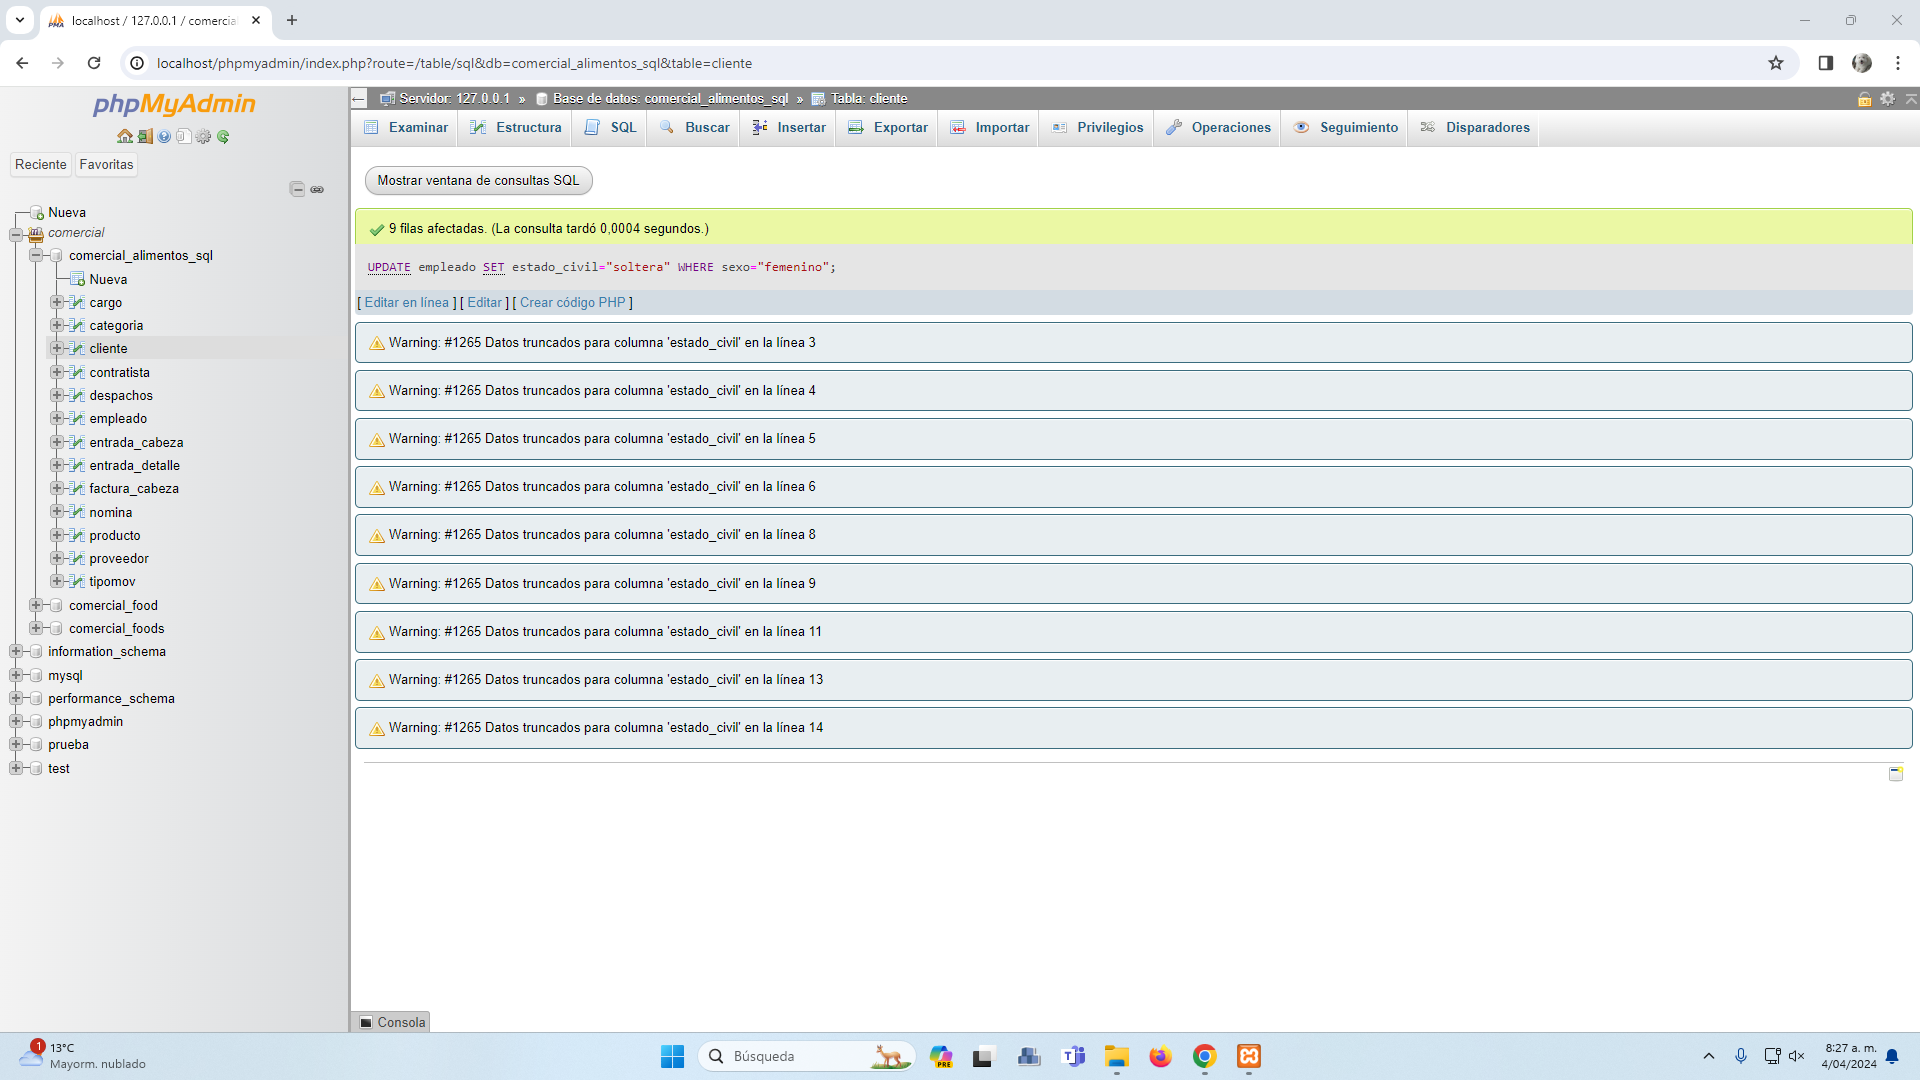 localhost / 127.0.0.1 / comercia
localhost/phpmyadmin/index.php?route=/table/sql&db=comercial_alimentos_sql&table=cliente
phpMyAdmin
Reciente Favoritas
Nueva
comercial
comercial_alimentos_sql
Nueva
cargo
categoria
cliente
contratista
despachos
empleado
entrada_cabeza
entrada_detalle
factura_cabeza
nomina
producto
proveedor
tipomov
comercial_food
comercial_foods
information_schema
mysql
performance_schema
phpmyadmin
prueba
test
Servidor: 127.0.0.1 » Base de datos: comercial_alimentos_sql » Tabla: cliente
Examinar Estructura SQL Buscar Insertar Exportar Importar Privilegios Operaciones Seguimiento Disparadores
Mostrar ventana de consultas SQL
9 filas afectadas. (La consulta tardó 0,0004 segundos.)
UPDATE empleado SET estado_civil="soltera" WHERE sexo="femenino";
[ Editar en línea ] [ Editar ] [ Crear código PHP ]
Warning: #1265 Datos truncados para columna 'estado_civil' en la línea 3
Warning: #1265 Datos truncados para columna 'estado_civil' en la línea 4
Warning: #1265 Datos truncados para columna 'estado_civil' en la línea 5
Warning: #1265 Datos truncados para columna 'estado_civil' en la línea 6
Warning: #1265 Datos truncados para columna 'estado_civil' en la línea 8
Warning: #1265 Datos truncados para columna 'estado_civil' en la línea 9
Warning: #1265 Datos truncados para columna 'estado_civil' en la línea 11
Warning: #1265 Datos truncados para columna 'estado_civil' en la línea 13
Warning: #1265 Datos truncados para columna 'estado_civil' en la línea 14
Consola
1
13°C
Mayorm. nublado
Búsqueda
PRE
8:27 a. m.
4/04/2024